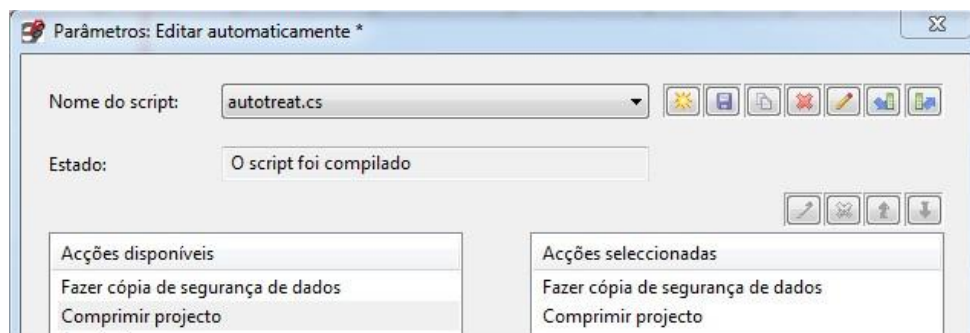 Parâmetros: Editar automaticamente *
Nome do script: autotreat.cs
Estado: O script foi compilado
Acções disponíveis
Fazer cópia de segurança de dados
Comprimir projecto
Acções seleccionadas
Fazer cópia de segurança de dados
Comprimir projecto